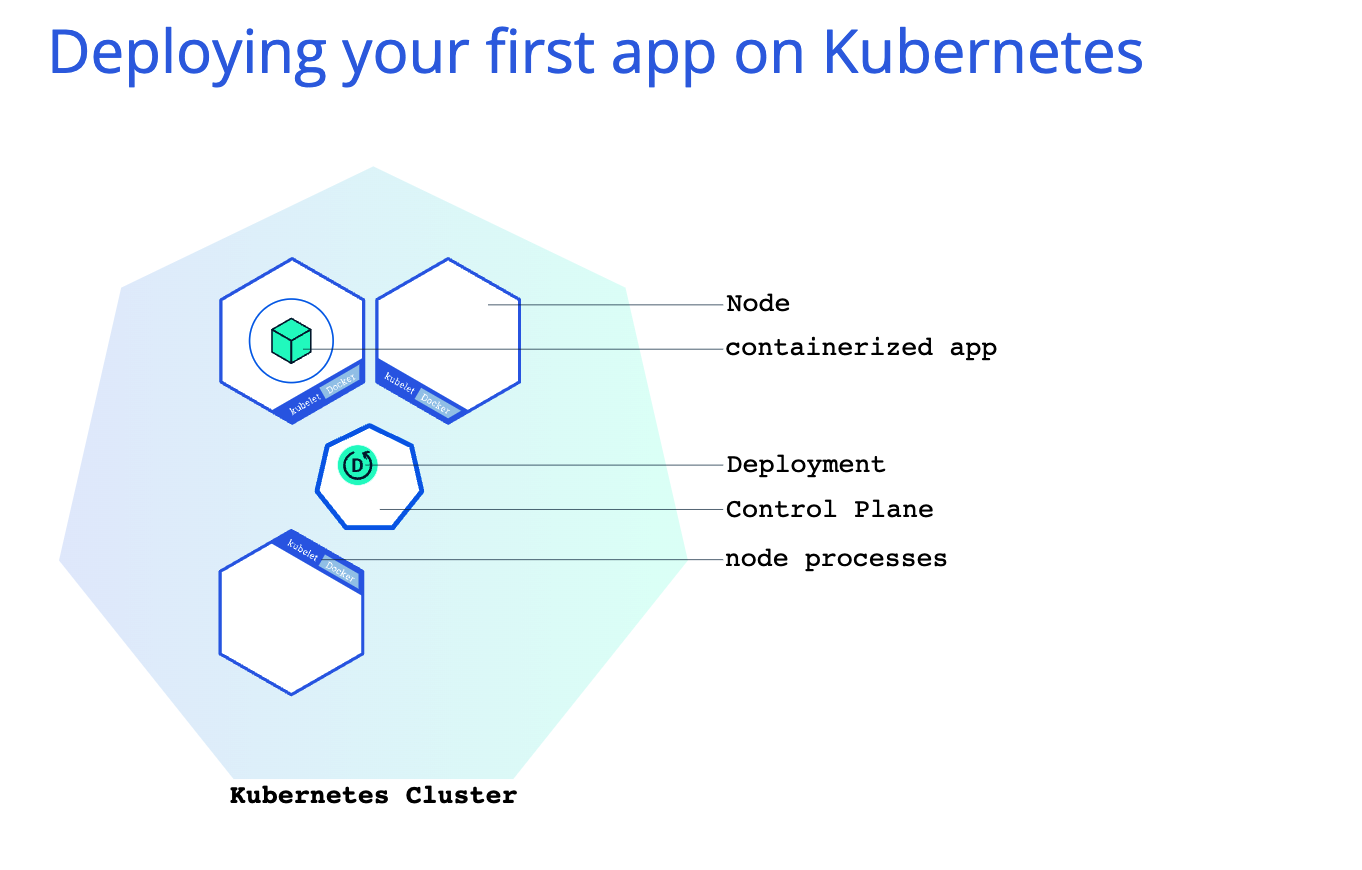 Deploying your first app on Kubernetes
Node
containerized app
kubelet Docker
kubelet Docker
D
Deployment
Control Plane
kubelet Docker
node processes
Kubernetes Cluster